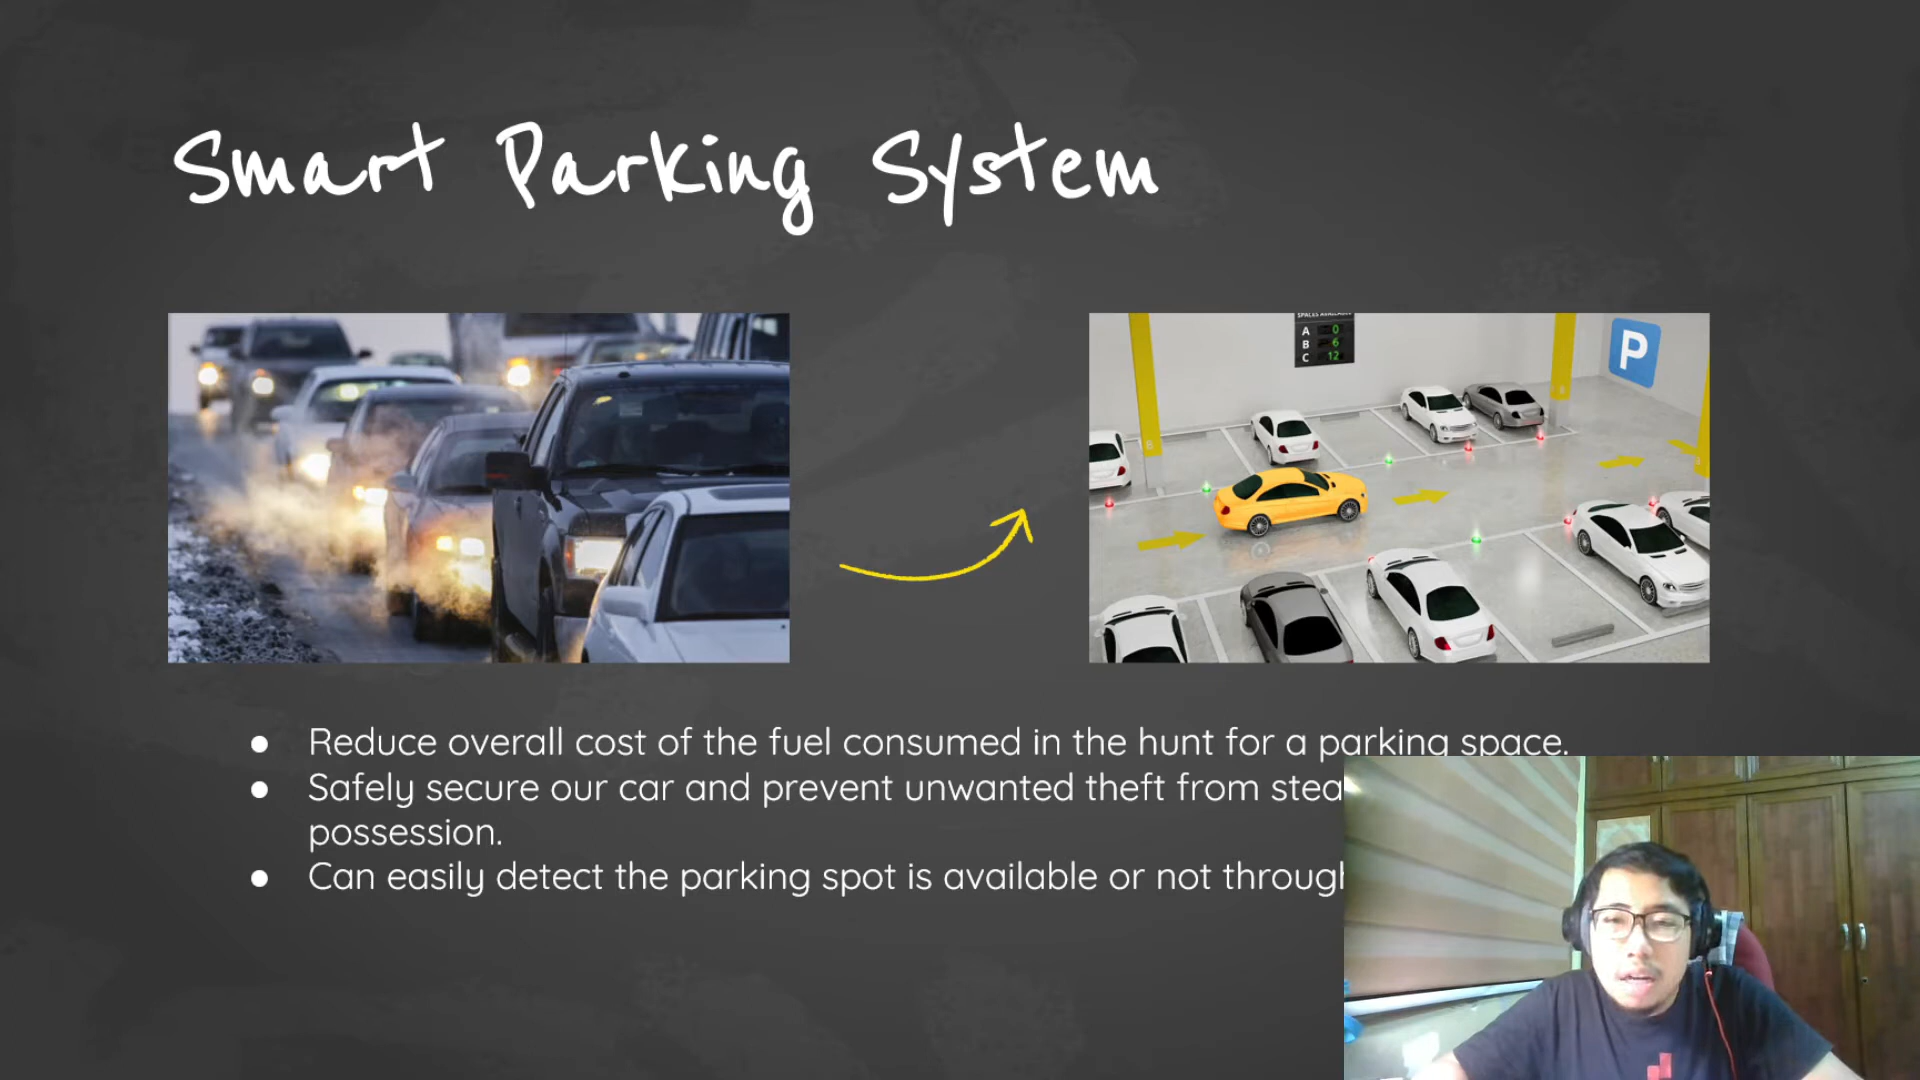 Smart Parking System
SPACES AVAILABLE
A 0
B 6
C 12
P
B
● Reduce overall cost of the fuel consumed in the hunt for a parking space.
● Safely secure our car and prevent unwanted theft from
possession.
● Can easily detect the parking spot is available or not through